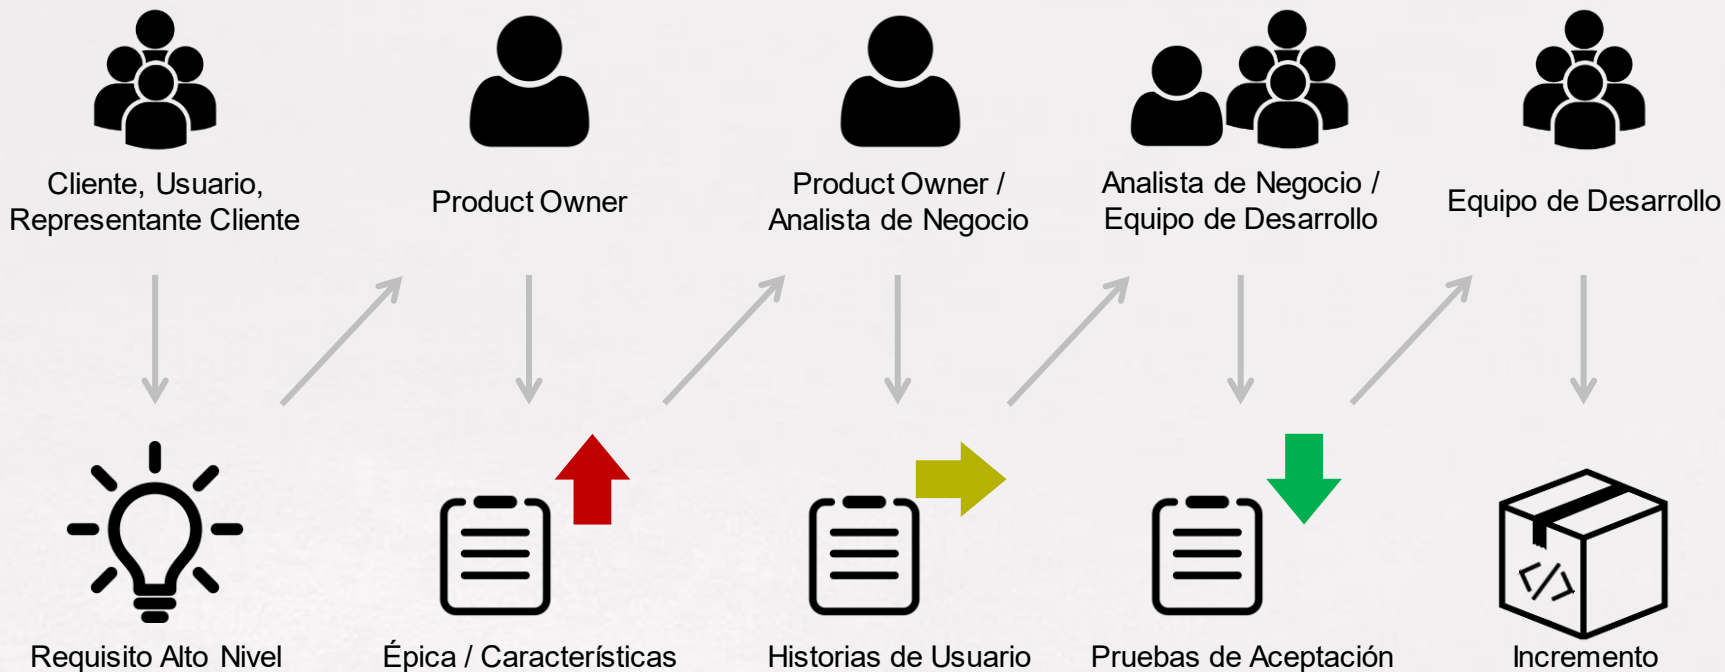 Cliente, Usuario,
Representante Cliente
Product Owner
Product Owner /
Analista de Negocio
Analista de Negocio /
Equipo de Desarrollo
Equipo de Desarrollo
</>
Requisito Alto Nivel
Épica / Características
Historias de Usuario
Pruebas de Aceptación
Incremento